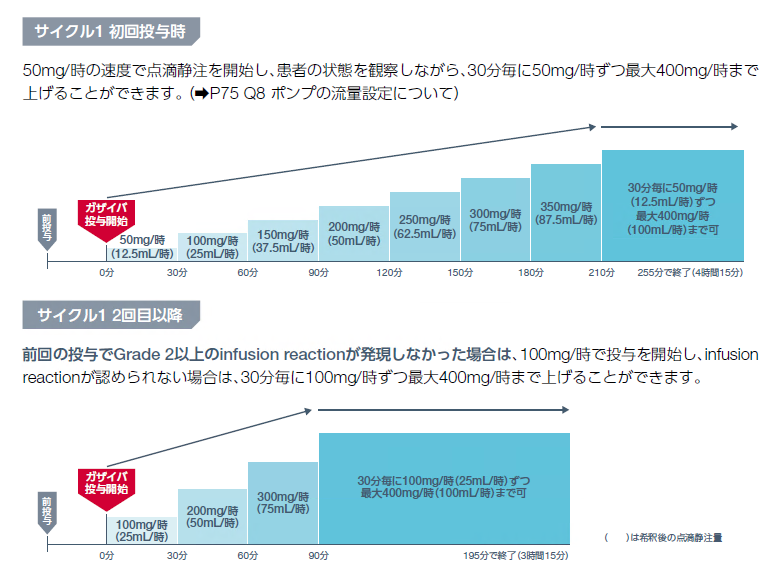 サイクル1 初回投与時
50mg/時の速度で点滴静注を開始し、患者の状態を観察しながら、30分毎に50mg/時ずつ最大400mg/時まで
上げることができます。（➡P75 Q8 ポンプの流量設定について）
前投与
ガザイバ
投与開始
50mg/時
(12.5mL/時)
100mg/時
(25mL/時)
150mg/時
(37.5mL/時)
200mg/時
(50mL/時)
250mg/時
(62.5mL/時)
300mg/時
(75mL/時)
350mg/時
(87.5mL/時)
30分毎に50mg/時
(12.5mL/時)ずつ
最大400mg/時
(100mL/時)まで可
0分 30分 60分 90分 120分 150分 180分 210分 255分で終了(4時間15分)
サイクル1 2回目以降
前回の投与でGrade 2以上のinfusion reactionが発現しなかった場合は、100mg/時で投与を開始し、infusion
reactionが認められない場合は、30分毎に100mg/時ずつ最大400mg/時まで上げることができます。
前投与
ガザイバ
投与開始
100mg/時
(25mL/時)
200mg/時
(50mL/時)
300mg/時
(75mL/時)
30分毎に100mg/時(25mL/時)ずつ
最大400mg/時(100mL/時)まで可
0分 30分 60分 90分 195分で終了(3時間15分)
(　　)は希釈後の点滴静注量